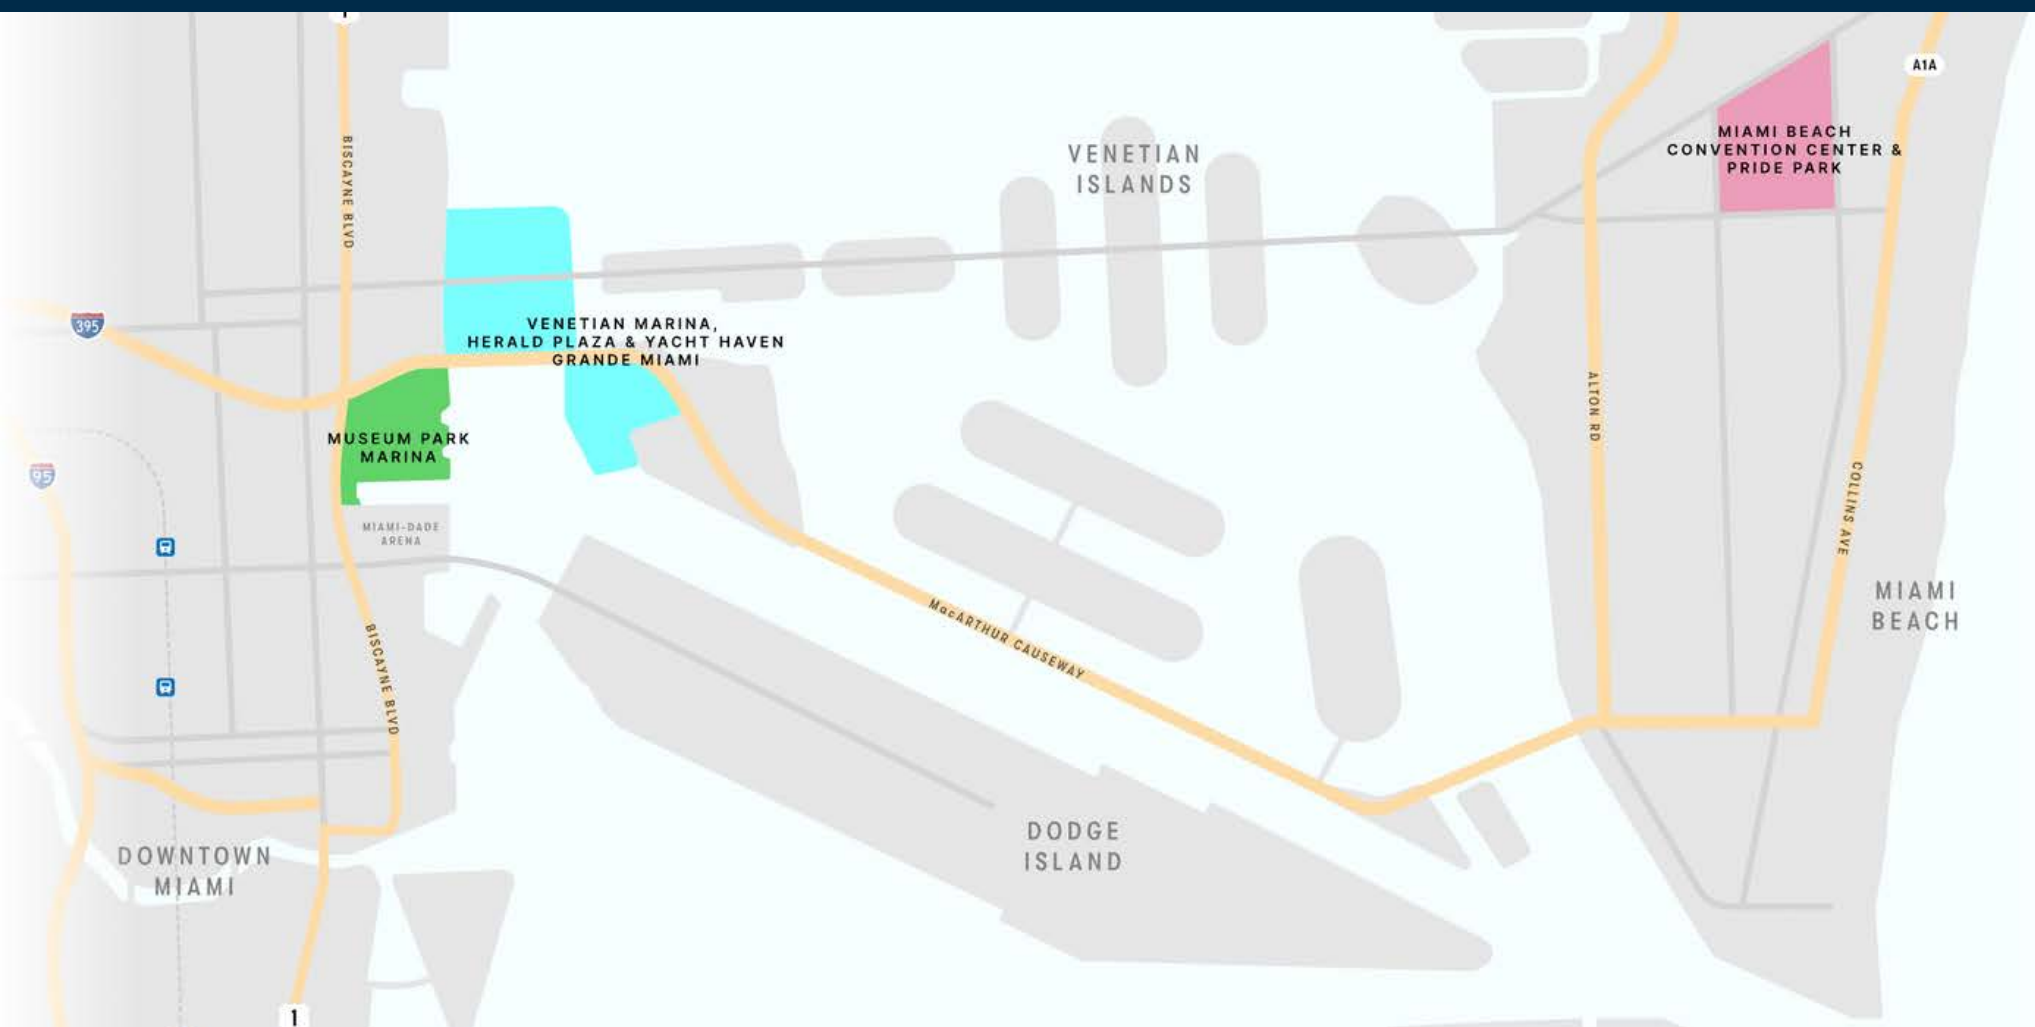 1
A1A
BISCAYNE BLVD
VENETIAN
ISLANDS
MIAMI BEACH
CONVENTION CENTER &
PRIDE PARK
395
VENETIAN MARINA,
HERALD PLAZA & YACHT HAVEN
GRANDE MIAMI
MUSEUM PARK
MARINA
95
MIAMI-DADE
ARENA
ALTON RD
COLLINS AVE
BISCAYNE BLVD
MacARTHUR CAUSEWAY
MIAMI
BEACH
DODGE
ISLAND
DOWNTOWN
MIAMI
1